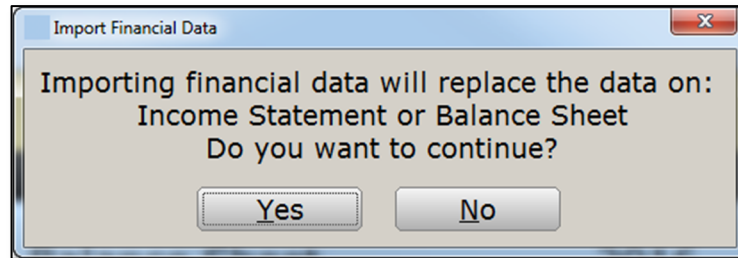 Import Financial Data
Importing financial data will replace the data on:
Income Statement or Balance Sheet
Do you want to continue?
Yes No